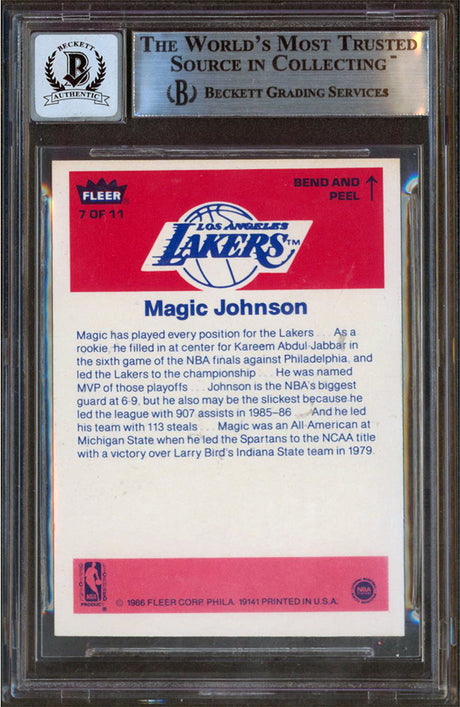 BECKETT
B
AUTHENTIC
THE WORLD'S MOST TRUSTED
SOURCE IN COLLECTING™
B BECKETT GRADING SERVICES
FLEER®
7 OF 11
BEND AND
PEEL
LOS ANGELES
LAKERS™
Magic Johnson
Magic has played every position for the Lakers . . . As a
rookie, he filled in at center for Kareem Abdul-Jabbar in
the sixth game of the NBA finals against Philadelphia, and
led the Lakers to the championship . . . He was named
MVP of those playoffs . . . Johnson is the NBA's biggest
guard at 6-9, but he also may be the slickest because he
led the league with 907 assists in 1985-86 . . . And he led
his team with 113 steals . . . Magic was an All-American at
Michigan State when he led the Spartans to the NCAA title
with a victory over Larry Bird's Indiana State team in 1979.
NBA
PRODUCT
© 1986 FLEER CORP. PHILA. 19141 PRINTED IN U.S.A.
NBA